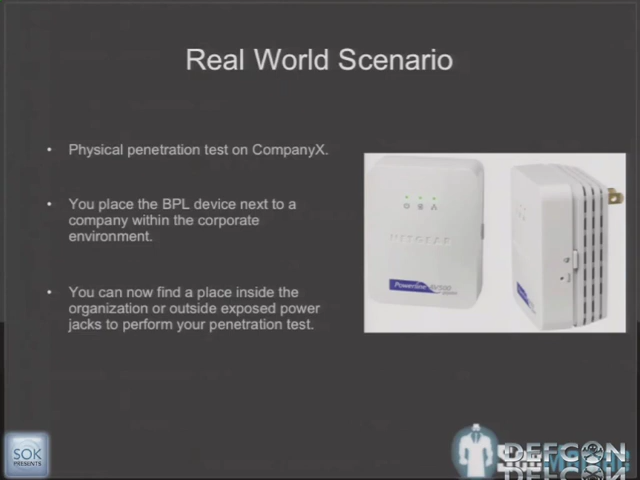 Real World Scenario
• Physical penetration test on CompanyX.
• You place the BPL device next to a
company within the corporate
environment.
• You can now find a place inside the
organization or outside exposed power
jacks to perform your penetration test.
NETGEAR
Powerline
SOK
PRESENTS
DEFCON